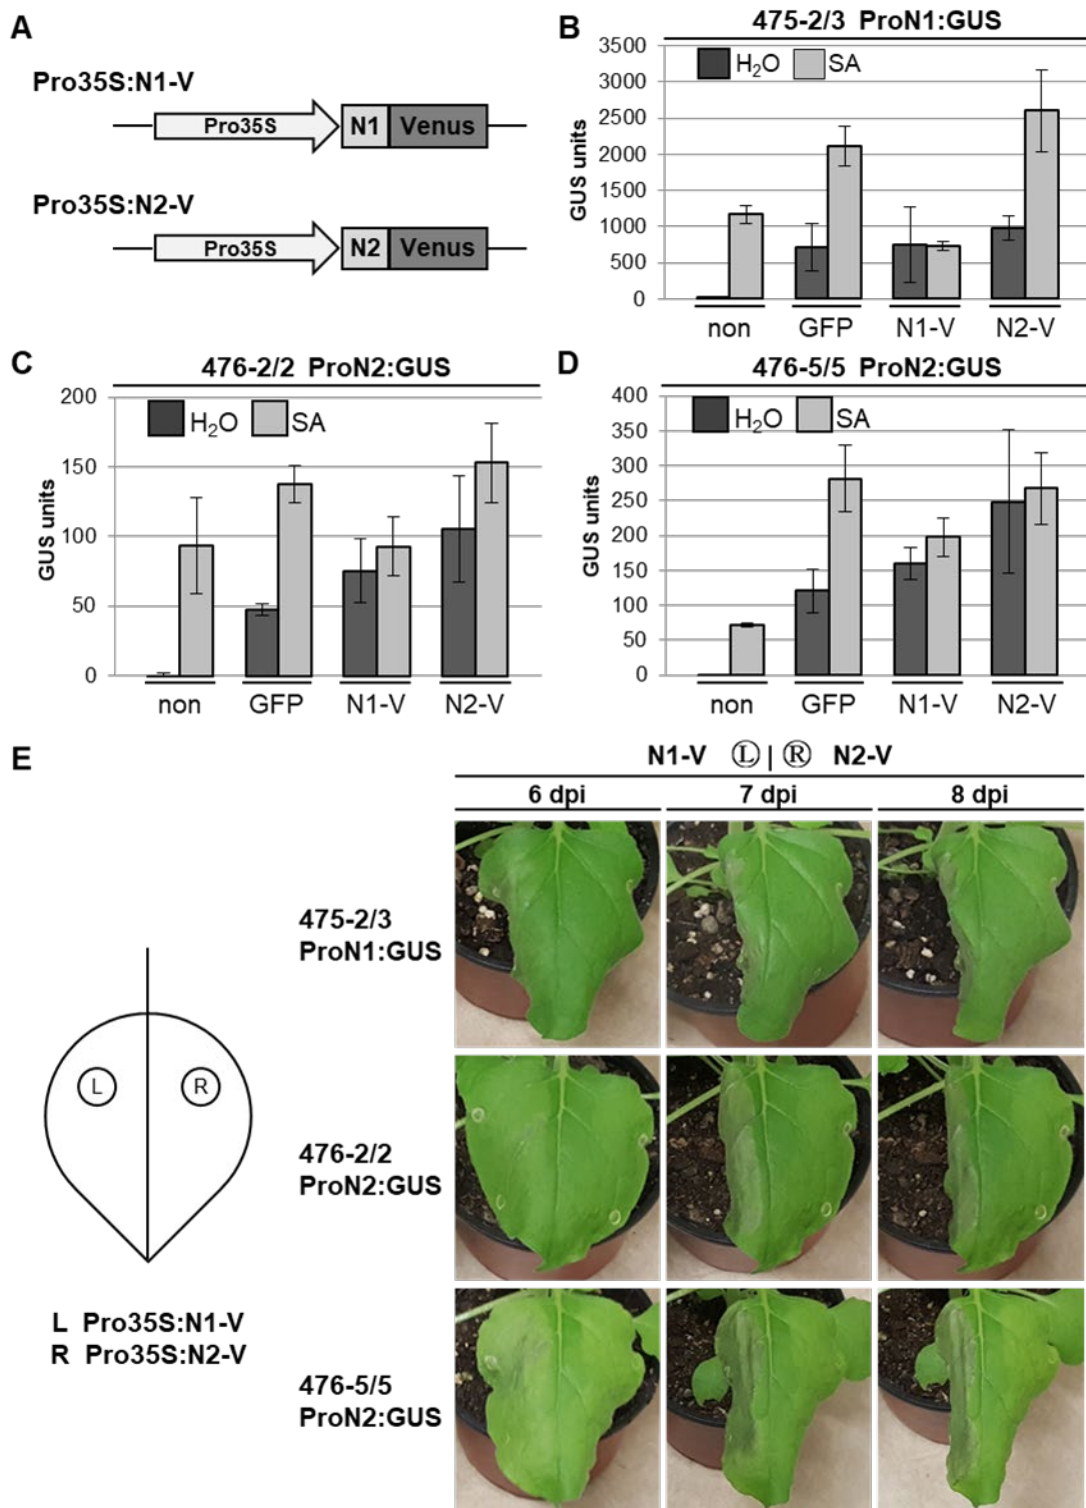 A
Pro35S:N1-V
Pro35S N1 Venus
Pro35S:N2-V
Pro35S N2 Venus
B
475-2/3 ProN1:GUS
H₂O SA
GUS units
3500
3000
2500
2000
1500
1000
500
0
non GFP N1-V N2-V
C
476-2/2 ProN2:GUS
H₂O SA
GUS units
200
150
100
50
0
non GFP N1-V N2-V
D
476-5/5 ProN2:GUS
H₂O SA
GUS units
400
350
300
250
200
150
100
50
0
non GFP N1-V N2-V
E
N1-V Ⓛ | Ⓡ N2-V
6 dpi 7 dpi 8 dpi
475-2/3
ProN1:GUS
476-2/2
ProN2:GUS
476-5/5
ProN2:GUS
L R
L Pro35S:N1-V
R Pro35S:N2-V